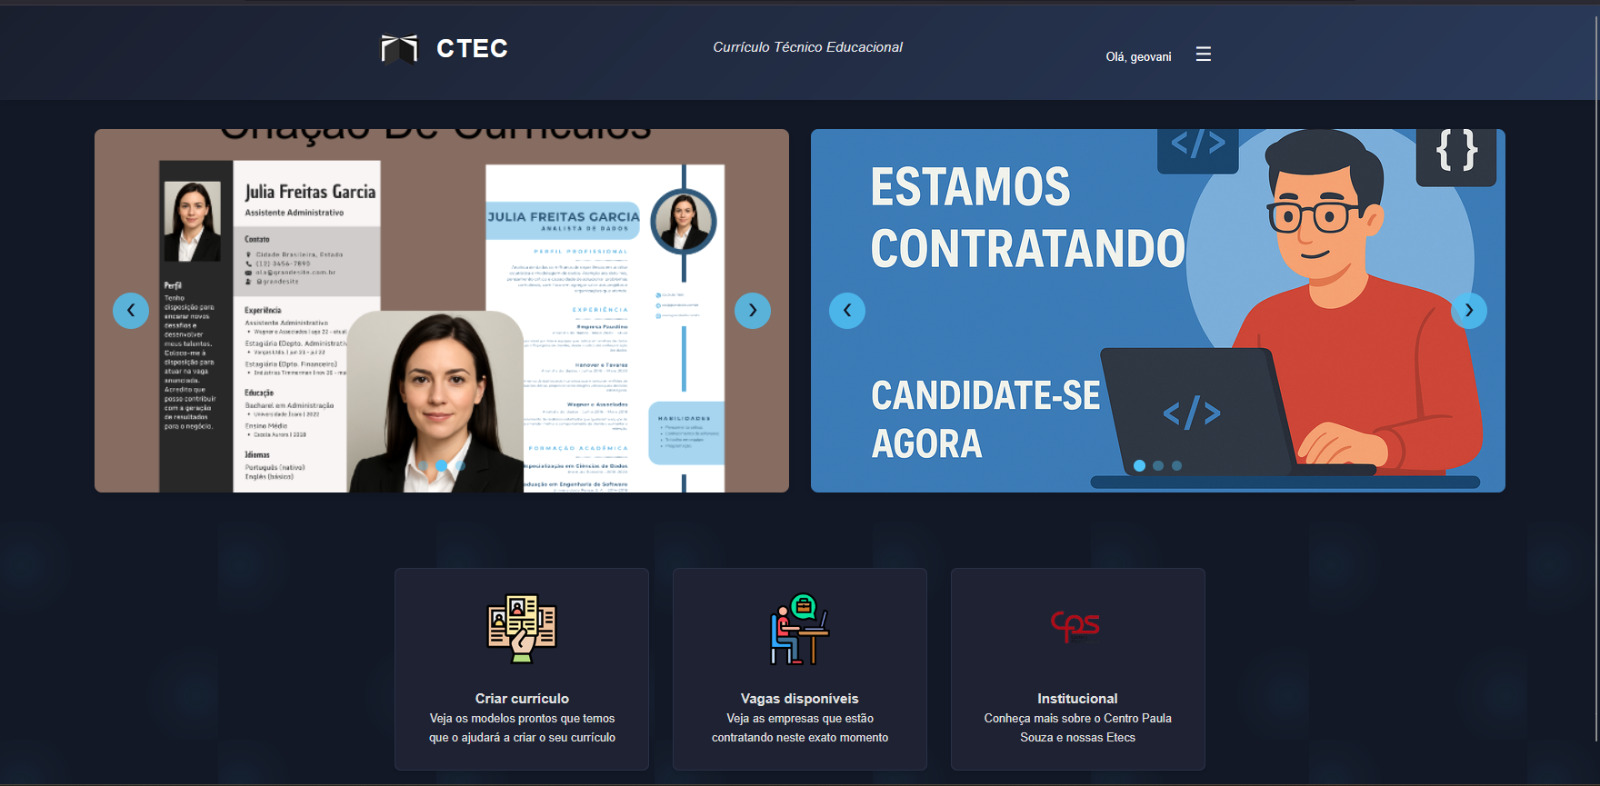 CTEC
Currículo Técnico Educacional
Olá, geovani
☰
Criação De Currículos
Julia Freitas Garcia
Assistente Administrativo
Contato
Cidade Brasileira, Estado
(12) 3456-7890
ola@grandesite.com.br
@grandesite
Perfil
Tenho
disposição para
encarar novos
desafios e
desenvolver
meus talentos.
Coloco-me à
disposição para
atuar na vaga
anunciada.
Acredito que
posso contribuir
com a geração
de resultados
para o negócio.
Experiência
Assistente Administrativo
Estagiária (Depto. Financeiro)
Educação
Bacharel em Administração
Ensino Médio
Idiomas
Português (nativo)
Inglês (básico)
JULIA FREITAS GARCIA
ANALISTA DE DADOS
PERFIL PROFISSIONAL
EXPERIÊNCIA
Hanover e Tavares
Wagner e Associados
HABILIDADES
FORMAÇÃO ACADÊMICA
ESTAMOS
CONTRATANDO
CANDIDATE-SE
AGORA
</>
{}
</>
Criar curriculo
Veja os modelos prontos que temos
que o ajudará a criar o seu currículo
Vagas disponíveis
Veja as empresas que estão
contratando neste exato momento
cps
Institucional
Conheça mais sobre o Centro Paula
Souza e nossas Etecs